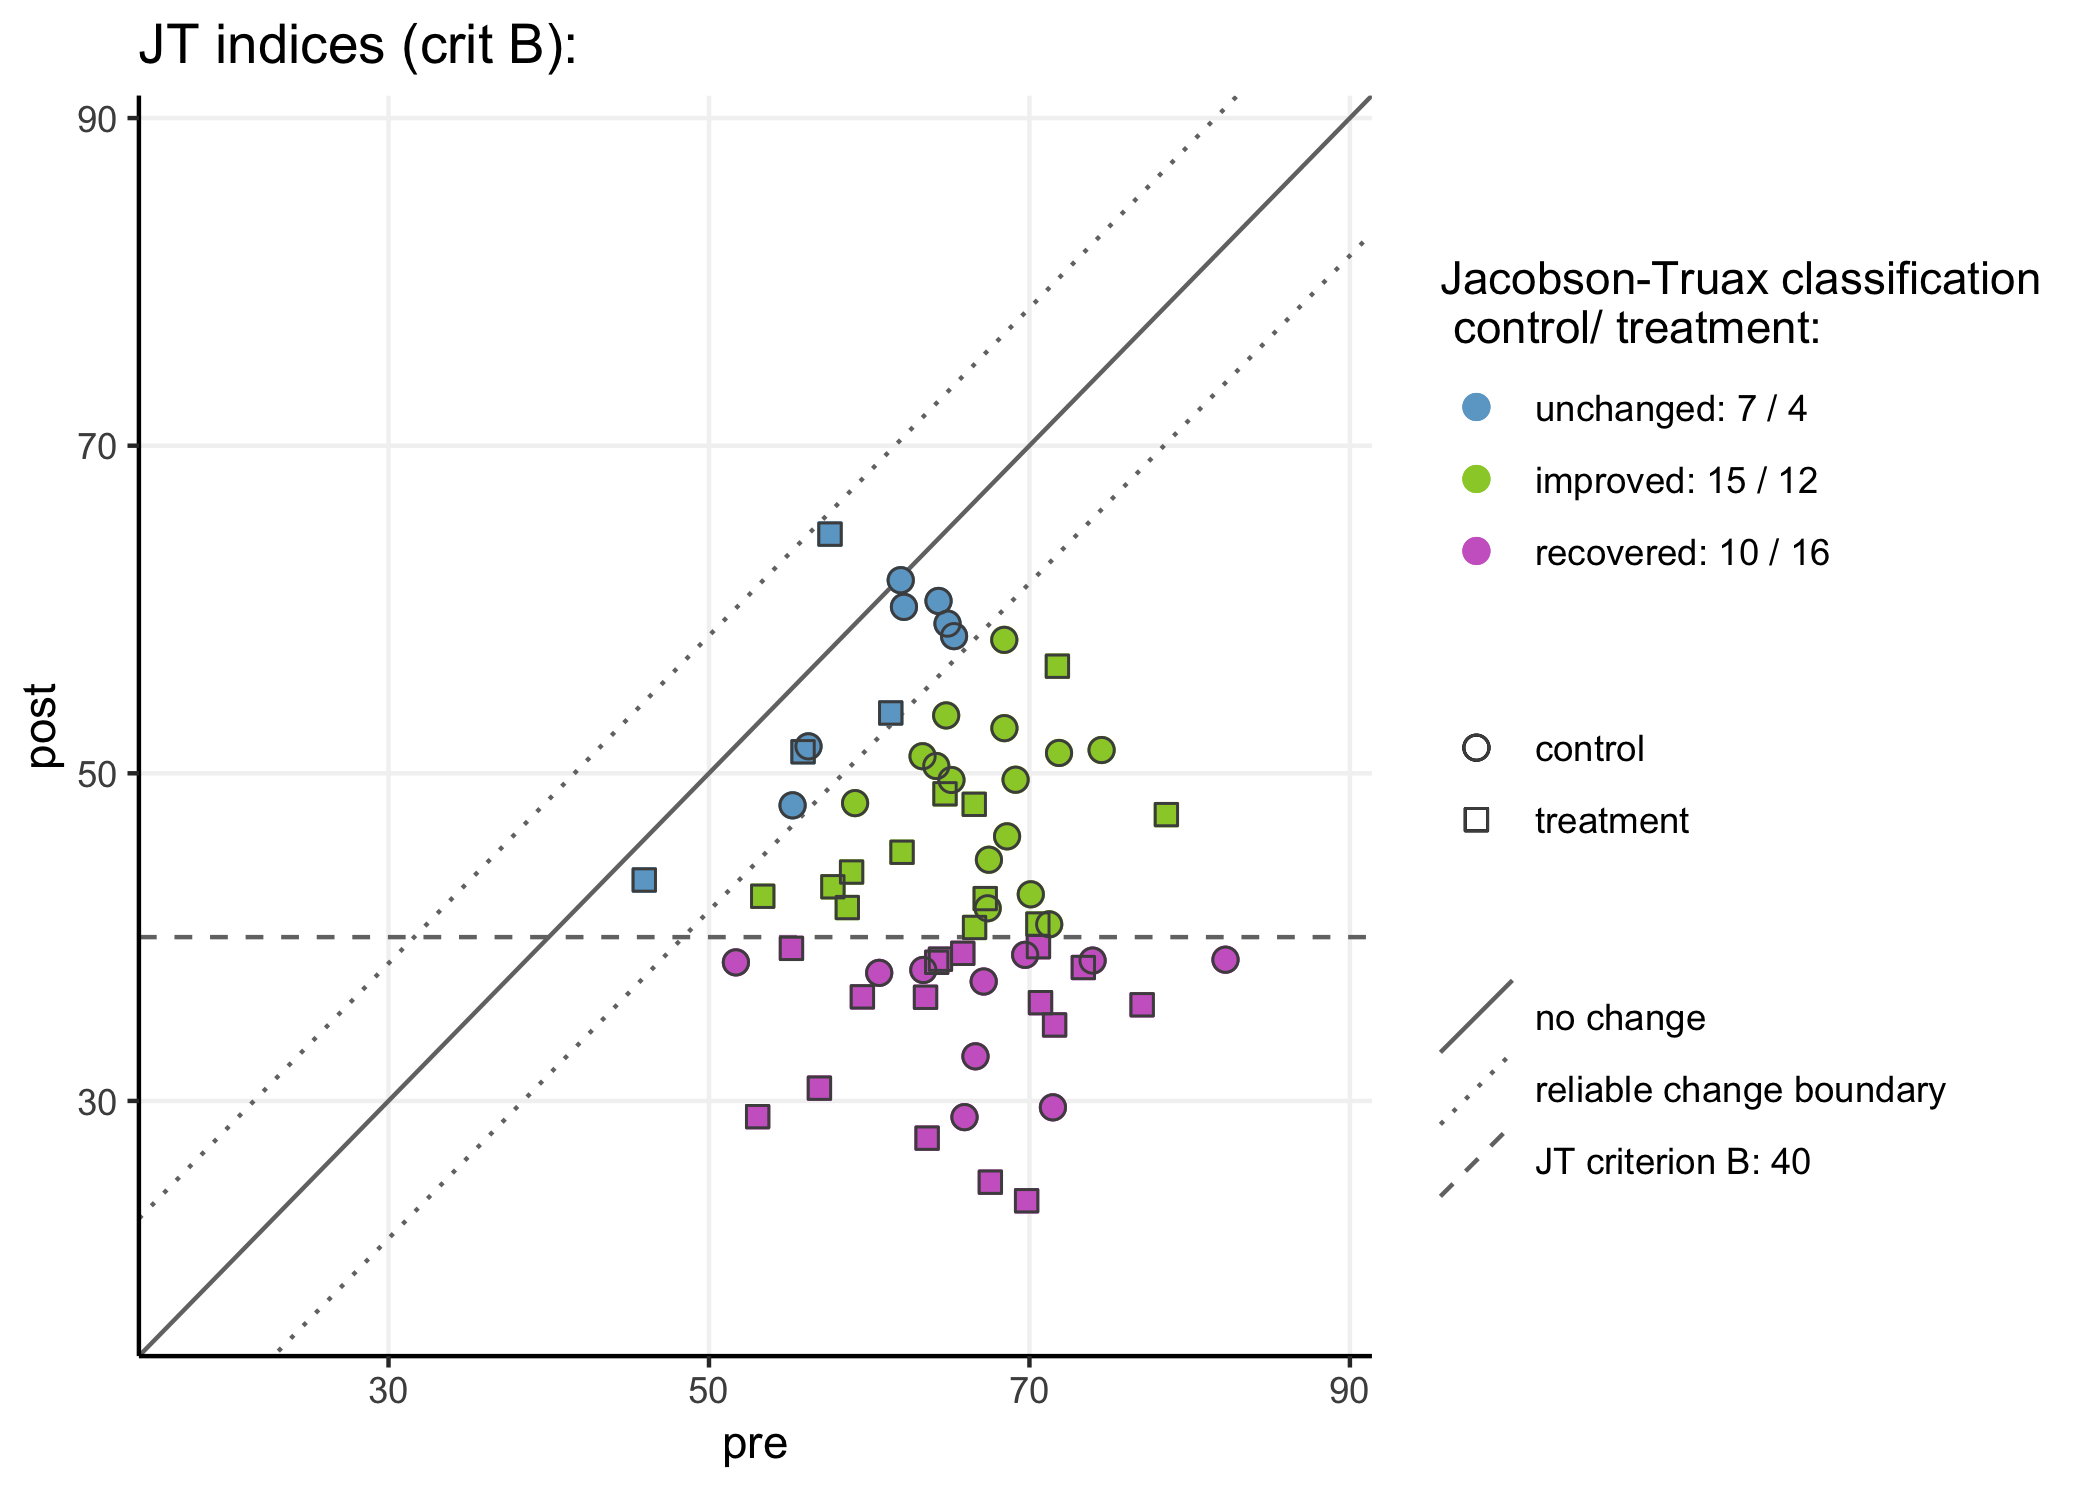 JT indices (crit B):
90
70
50
30
post
30
50
70
90
pre
Jacobson-Truax classification
control/ treatment:
unchanged: 7 / 4
improved: 15 / 12
recovered: 10 / 16
control
treatment
no change
reliable change boundary
JT criterion B: 40